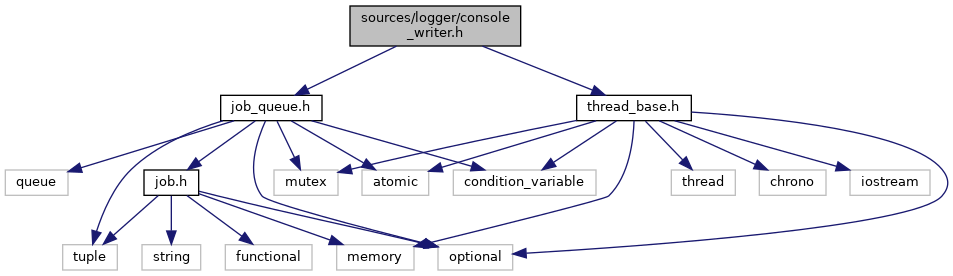 sources/logger/console
_writer.h
job_queue.h
thread_base.h
queue
job.h
mutex
atomic
condition_variable
thread
chrono
iostream
tuple
string
functional
memory
optional